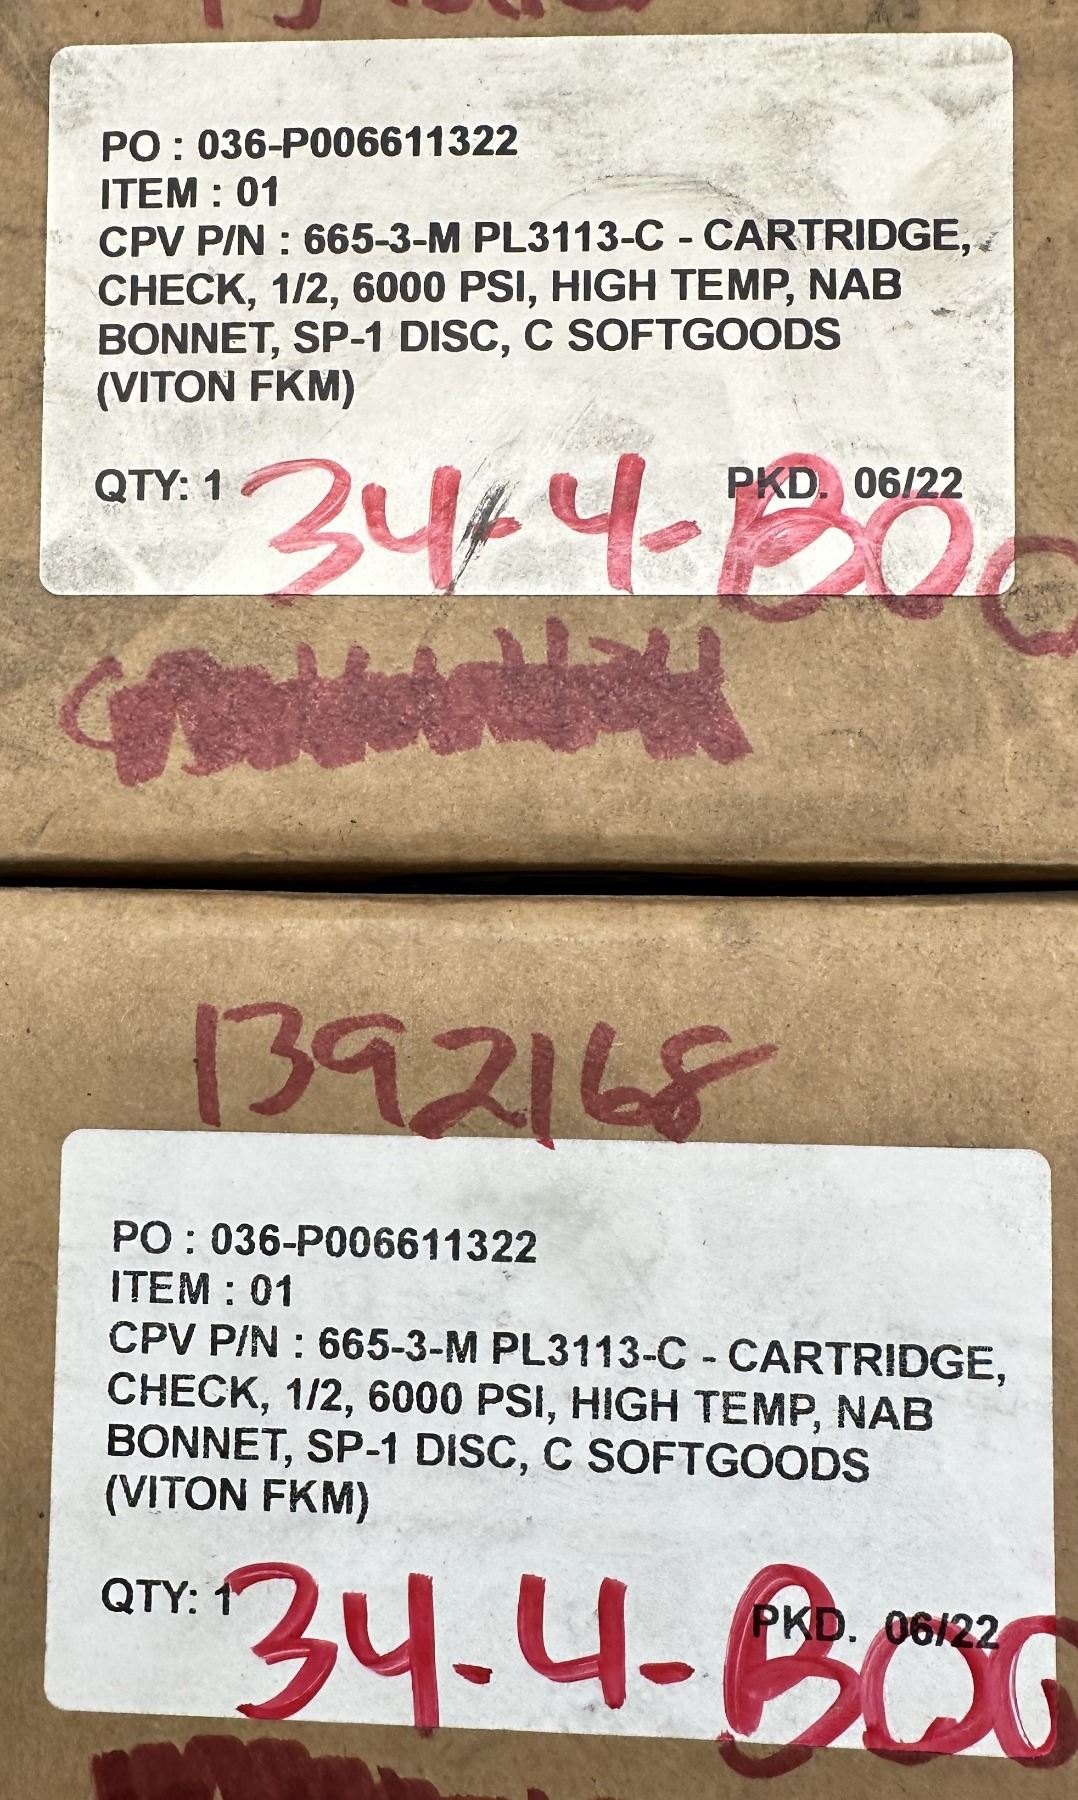 PO : 036-P006611322
ITEM : 01
CPV P/N : 665-3-M PL3113-C - CARTRIDGE,
CHECK, 1/2, 6000 PSI, HIGH TEMP, NAB
BONNET, SP-1 DISC, C SOFTGOODS
(VITON FKM)
QTY: 1 PKD. 06/22
34-4-B00
1392168
PO : 036-P006611322
ITEM : 01
CPV P/N : 665-3-M PL3113-C - CARTRIDGE,
CHECK, 1/2, 6000 PSI, HIGH TEMP, NAB
BONNET, SP-1 DISC, C SOFTGOODS
(VITON FKM)
QTY: 1 PKD. 06/22
34-4-B00